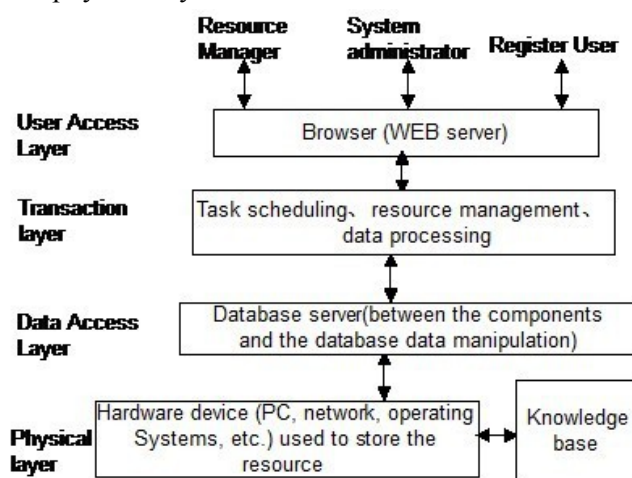 Resource
Manager
System
administrator
Register User
User Access
Layer
Browser (WEB server)
Transaction
layer
Task scheduling、 resource management、
data processing
Data Access
Layer
Database server(between the components
and the database data manipulation)
Physical
layer
Hardware device (PC, network, operating
Systems, etc.) used to store the
resource
Knowledge
base